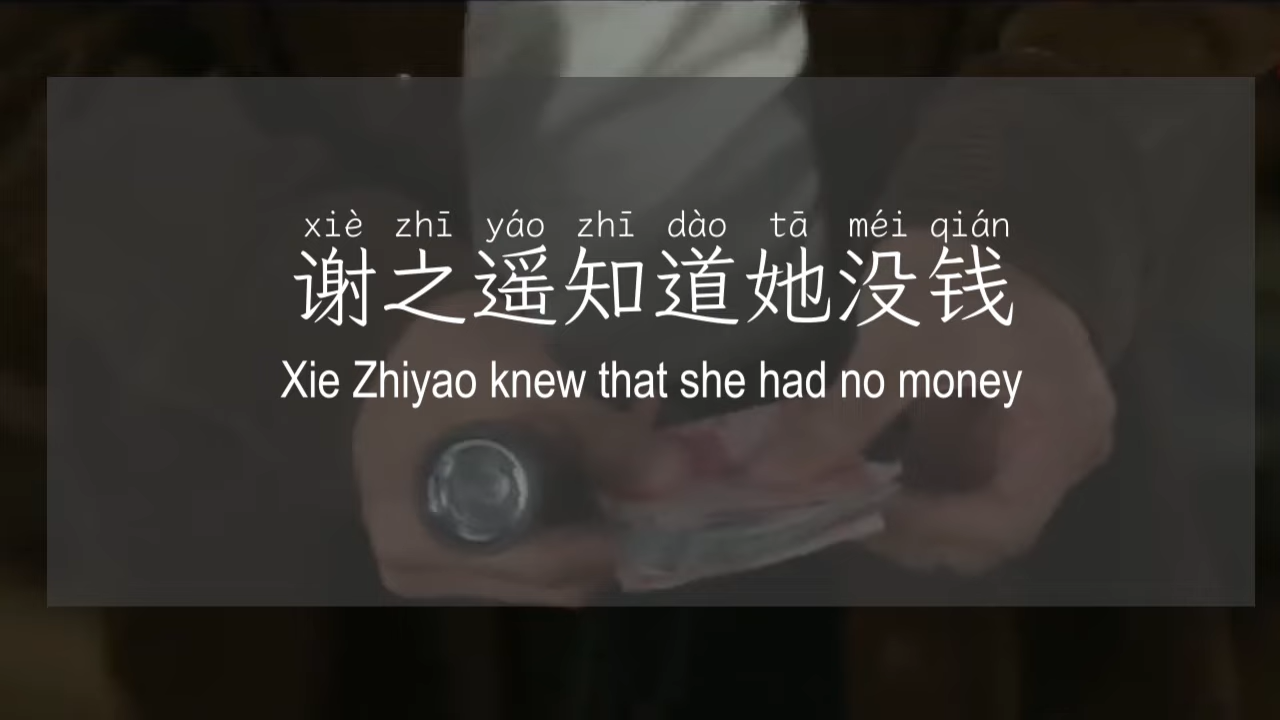 xiè zhī yáo zhī dào tā méi qián
谢之遥知道她没钱
Xie Zhiyao knew that she had no money